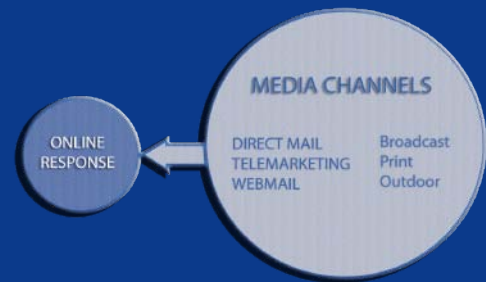 MEDIA CHANNELS
ONLINE
RESPONSE
DIRECT MAIL
TELEMARKETING
WEBMAIL
Broadcast
Print
Outdoor